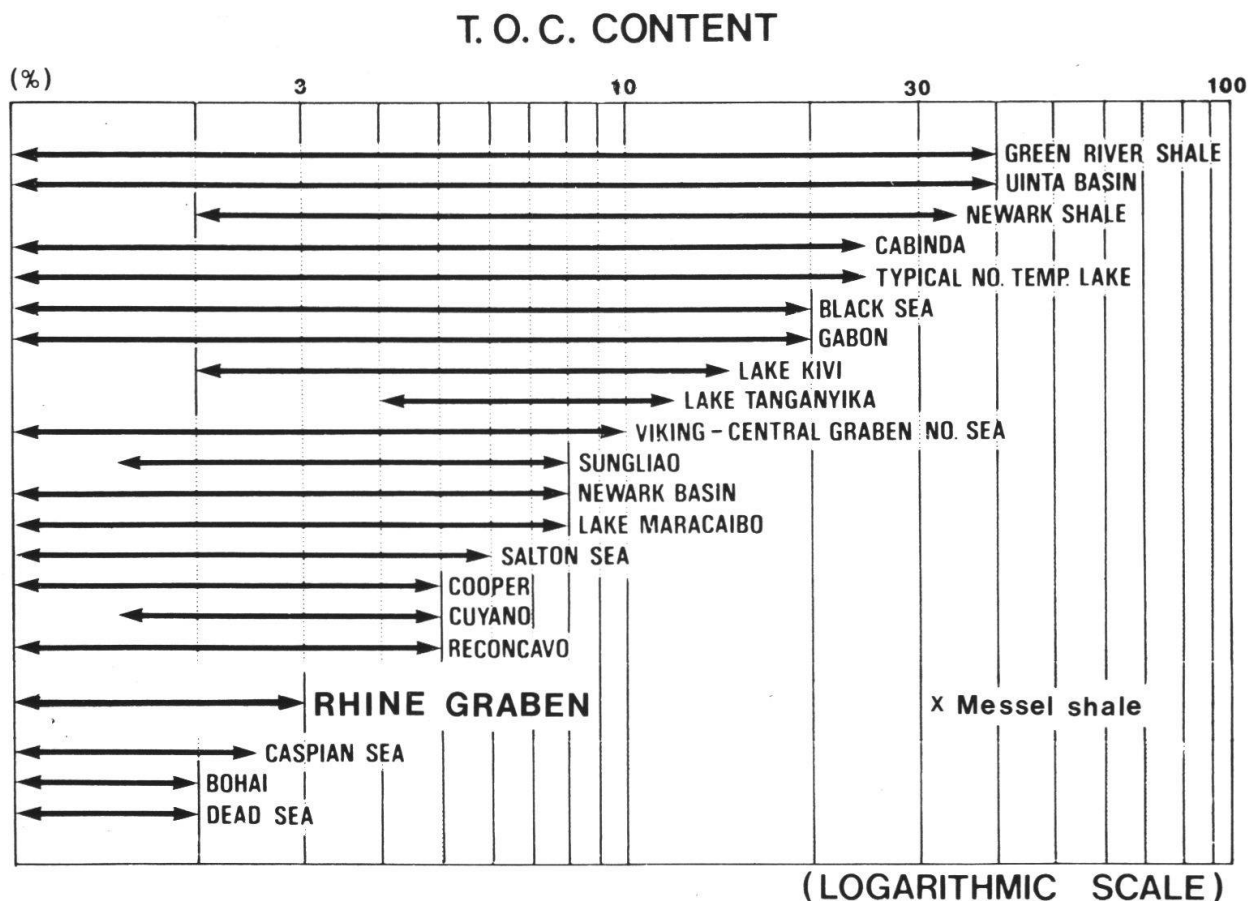 T.O.C. CONTENT
(%) 3 10 30 100
GREEN RIVER SHALE
UINTA BASIN
NEWARK SHALE
CABINDA
TYPICAL NO. TEMP. LAKE
BLACK SEA
GABON
LAKE KIVI
LAKE TANGANYIKA
VIKING-CENTRAL GRABEN NO. SEA
SUNGLIAO
NEWARK BASIN
LAKE MARACAIBO
SALTON SEA
COOPER
CUYANO
RECONCAVO
RHINE GRABEN x Messel shale
CASPIAN SEA
BOHAI
DEAD SEA
(LOGARITHMIC SCALE)